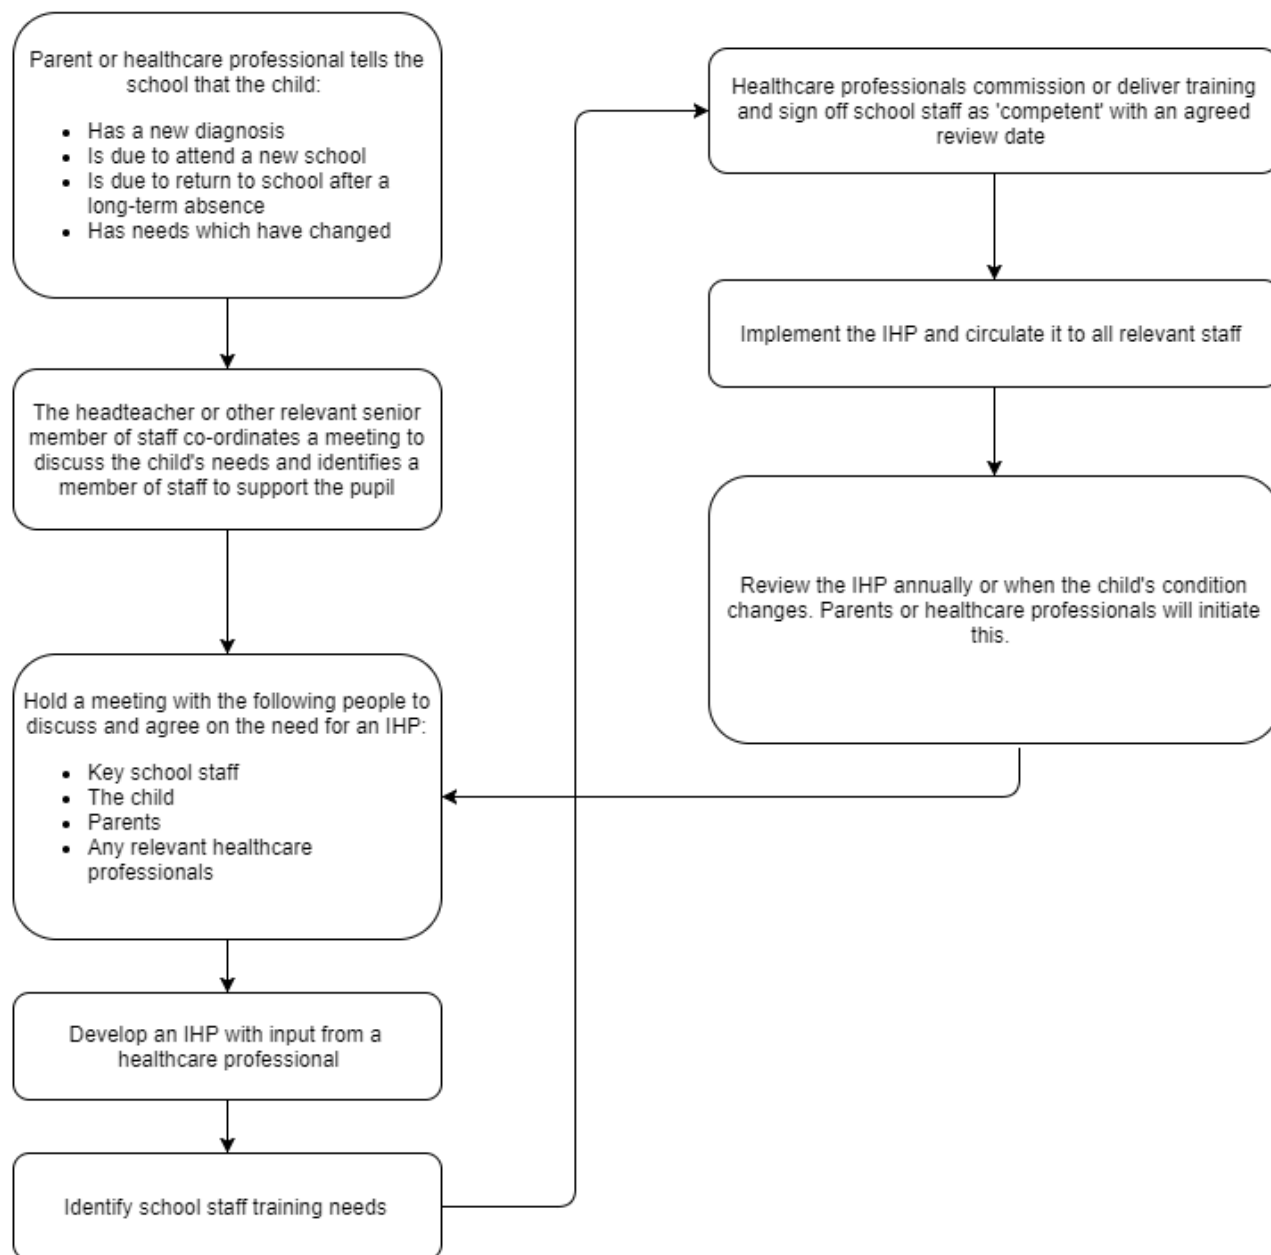 Parent or healthcare professional tells the
school that the child:
• Has a new diagnosis
• Is due to attend a new school
• Is due to return to school after a
long-term absence
• Has needs which have changed
The headteacher or other relevant senior
member of staff co-ordinates a meeting to
discuss the child's needs and identifies a
member of staff to support the pupil
Hold a meeting with the following people to
discuss and agree on the need for an IHP:
• Key school staff
• The child
• Parents
• Any relevant healthcare
professionals
Develop an IHP with input from a
healthcare professional
Identify school staff training needs
Healthcare professionals commission or deliver training
and sign off school staff as 'competent' with an agreed
review date
Implement the IHP and circulate it to all relevant staff
Review the IHP annually or when the child's condition
changes. Parents or healthcare professionals will initiate
this.